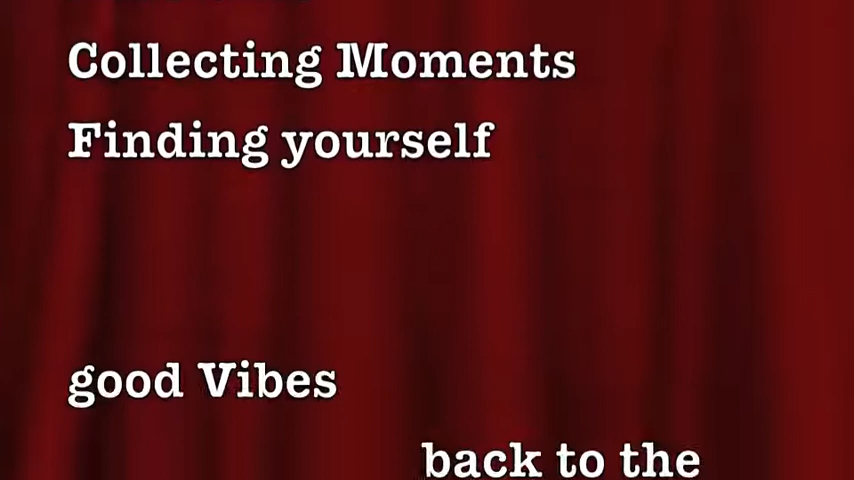 Collecting Moments
Finding yourself
good Vibes
back to the